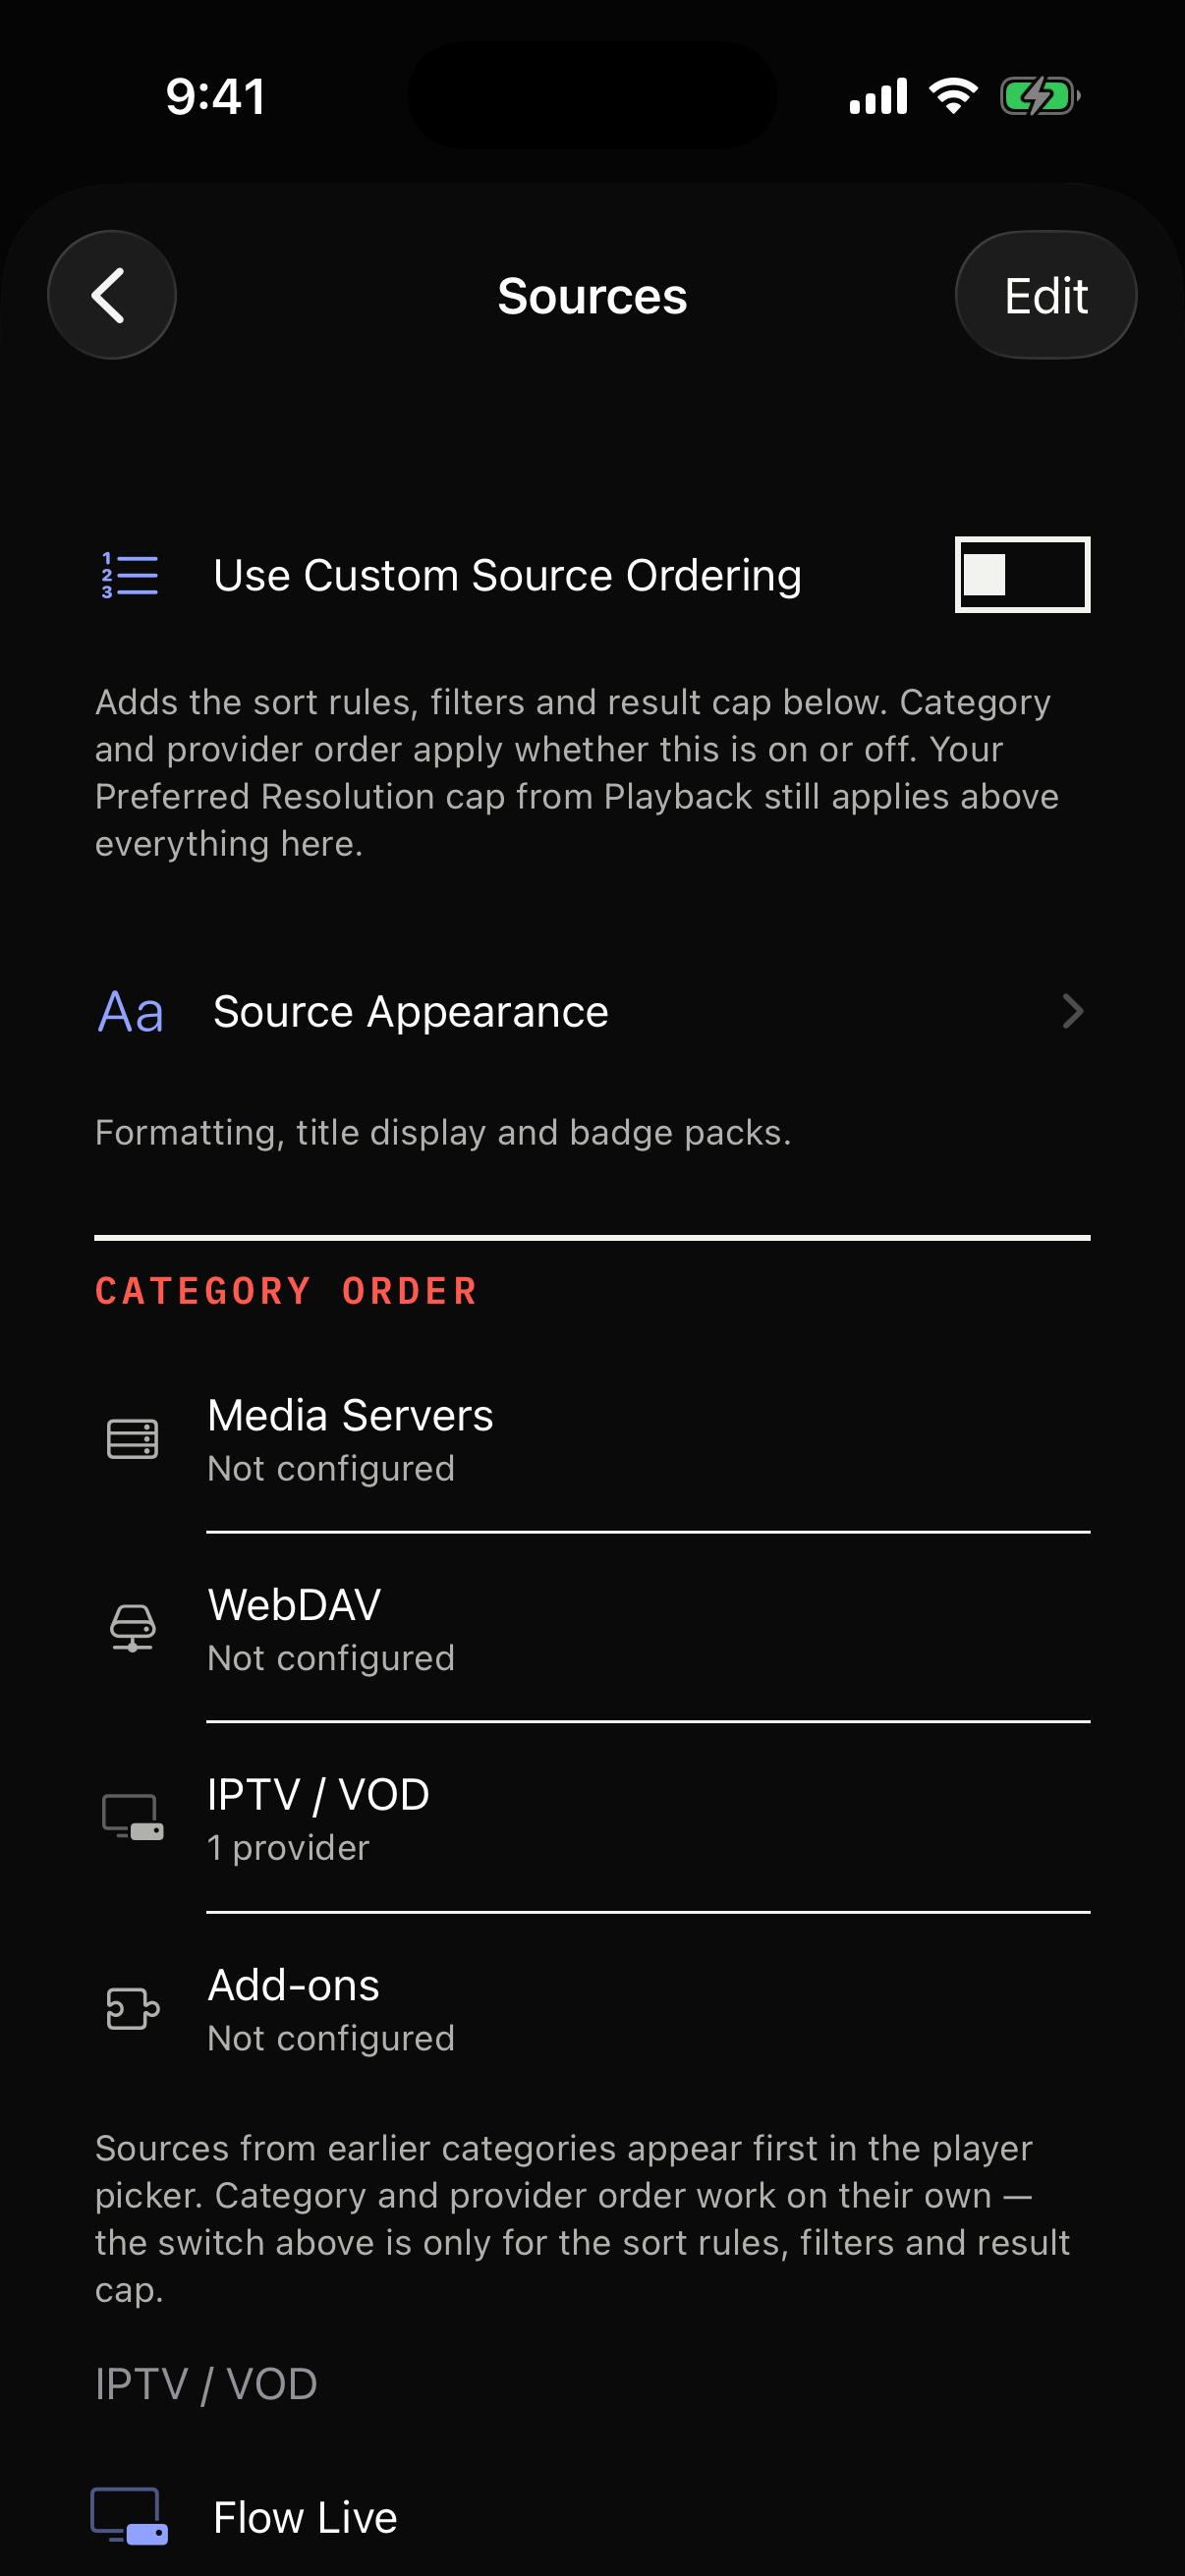 9:41
Sources
Edit
1
2
3
Use Custom Source Ordering
Adds the sort rules, filters and result cap below. Category
and provider order apply whether this is on or off. Your
Preferred Resolution cap from Playback still applies above
everything here.
Aa
Source Appearance
Formatting, title display and badge packs.
CATEGORY ORDER
Media Servers
Not configured
WebDAV
Not configured
IPTV / VOD
1 provider
Add-ons
Not configured
Sources from earlier categories appear first in the player
picker. Category and provider order work on their own —
the switch above is only for the sort rules, filters and result
cap.
IPTV / VOD
Flow Live